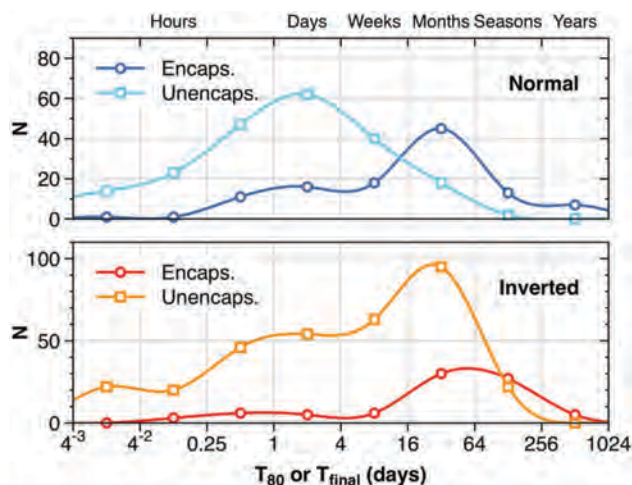 Hours Days Weeks Months Seasons Years
80
60
40
20
0
N
Encaps.
Unencaps.
Normal
100
50
0
N
Encaps.
Unencaps.
Inverted
4⁻³ 4⁻² 0.25 1 4 16 64 256 1024
T₈₀ or T_final (days)